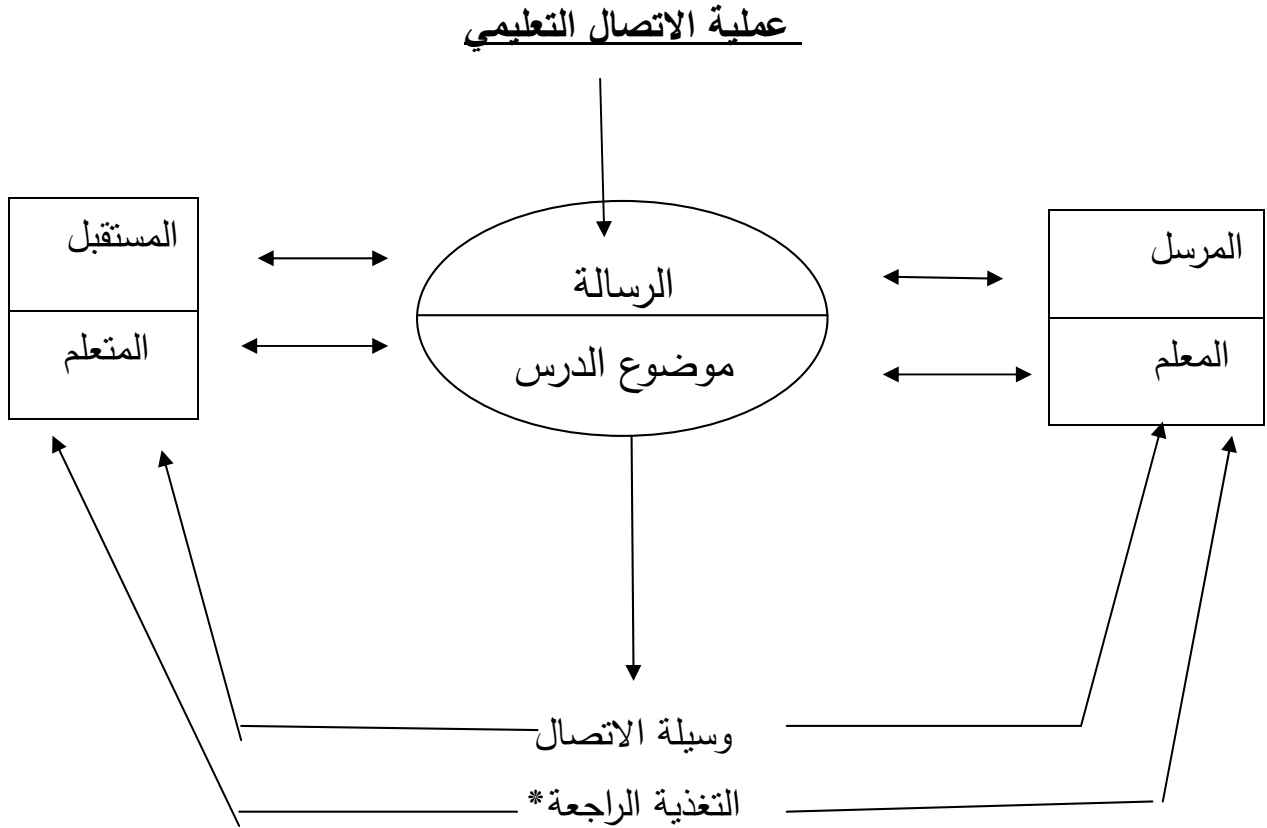 عملية الاتصال التعليمي
المرسل
المعلم
الرسالة
موضوع الدرس
المستقبل
المتعلم
وسيلة الاتصال
التغذية الراجعة*